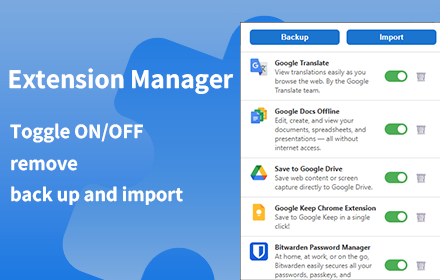 Extension Manager
Toggle ON/OFF
remove
back up and import
Backup
Import
Google Translate
View translations easily as you
browse the web. By the Google
Translate team.
Google Docs Offline
Edit, create, and view your
documents, spreadsheets, and
presentations — all without
internet access.
Save to Google Drive
Save web content or screen
capture directly to Google Drive.
Google Keep Chrome Extension
Save to Google Keep in a single
click!
Bitwarden Password Manager
At home, at work, or on the go,
Bitwarden easily secures all your
passwords, passkeys, and